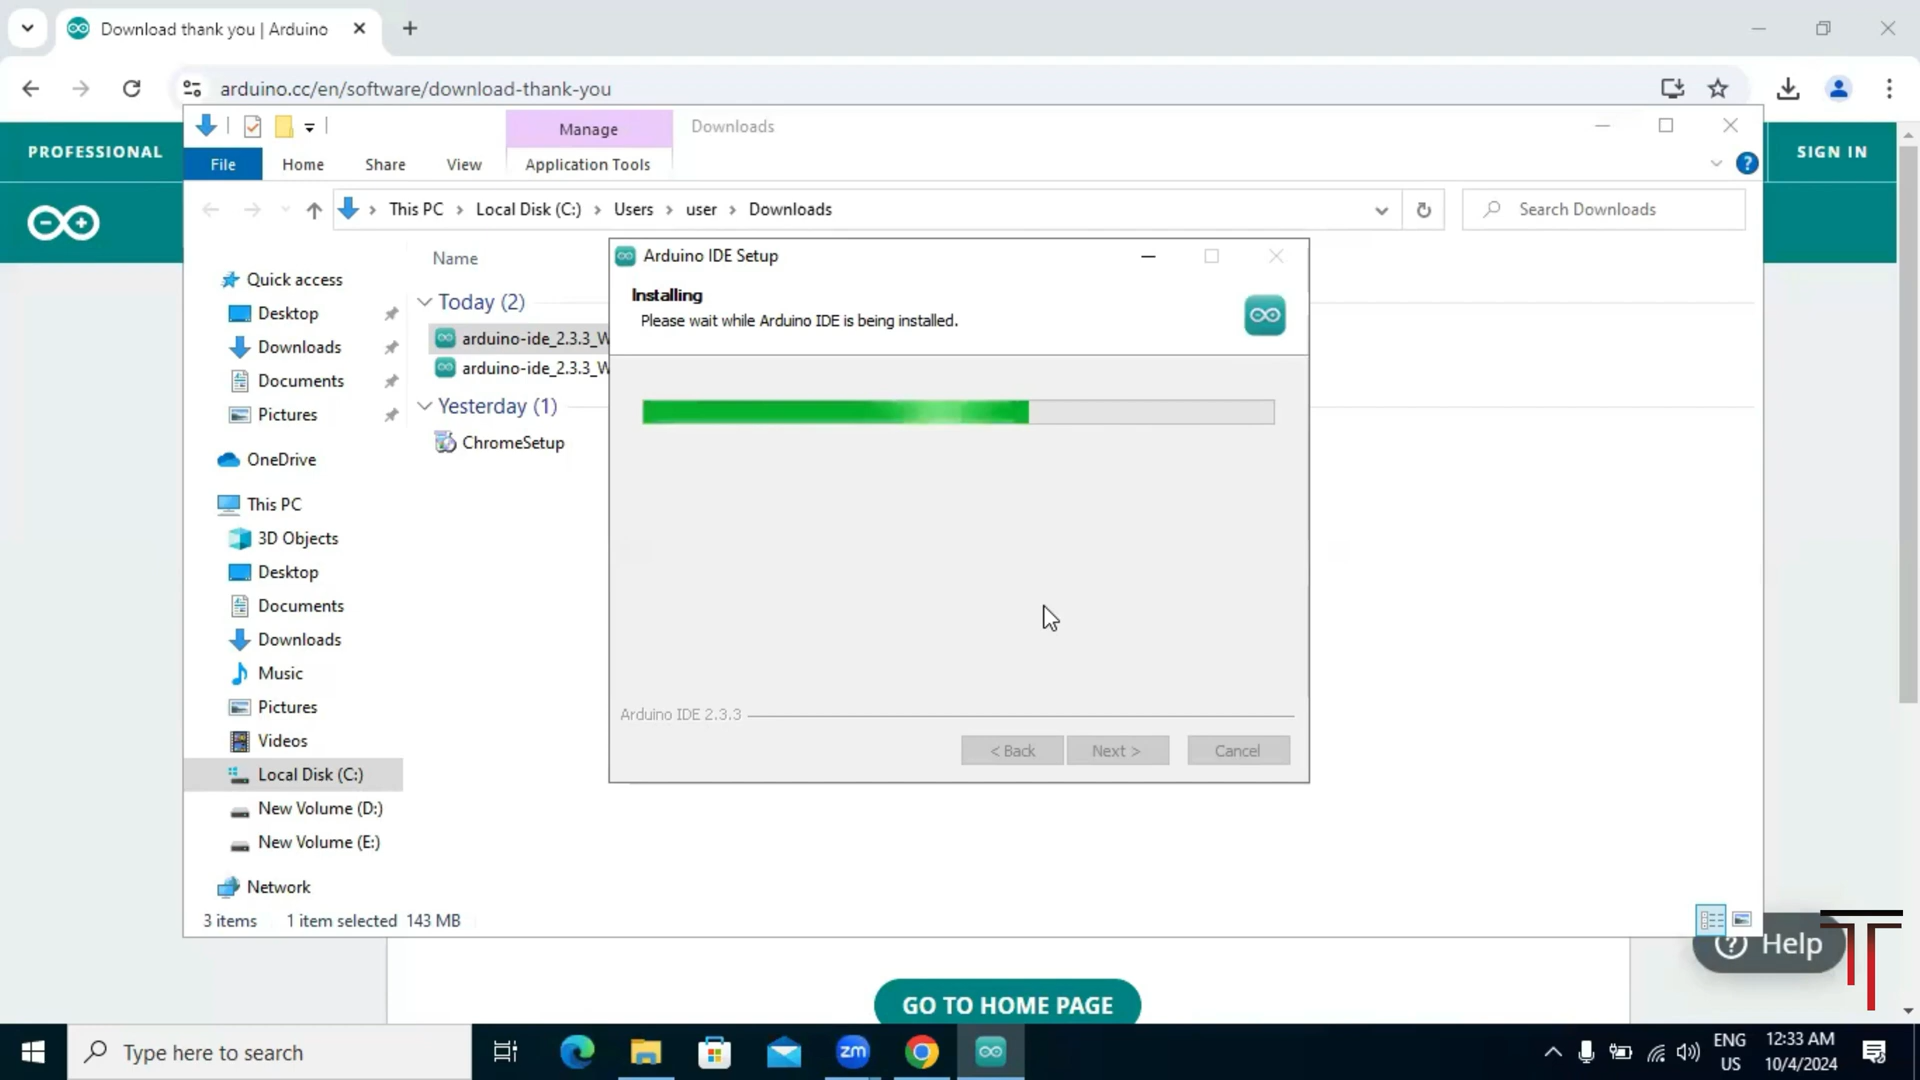 Download thank you | Arduino
arduino.cc/en/software/download-thank-you
PROFESSIONAL
SIGN IN
Manage
Downloads
File
Home
Share
View
Application Tools
This PC > Local Disk (C:) > Users > user > Downloads
Search Downloads
Name
Quick access
Desktop
Downloads
Documents
Pictures
OneDrive
This PC
3D Objects
Desktop
Documents
Downloads
Music
Pictures
Videos
Local Disk (C:)
New Volume (D:)
New Volume (E:)
Network
Today (2)
arduino-ide_2.3.3_W
arduino-ide_2.3.3_W
Yesterday (1)
ChromeSetup
Arduino IDE Setup
Installing
Please wait while Arduino IDE is being installed.
Arduino IDE 2.3.3
< Back
Next >
Cancel
3 items 1 item selected 143 MB
Help
GO TO HOME PAGE
Type here to search
zm
ENG
US
12:33 AM
10/4/2024